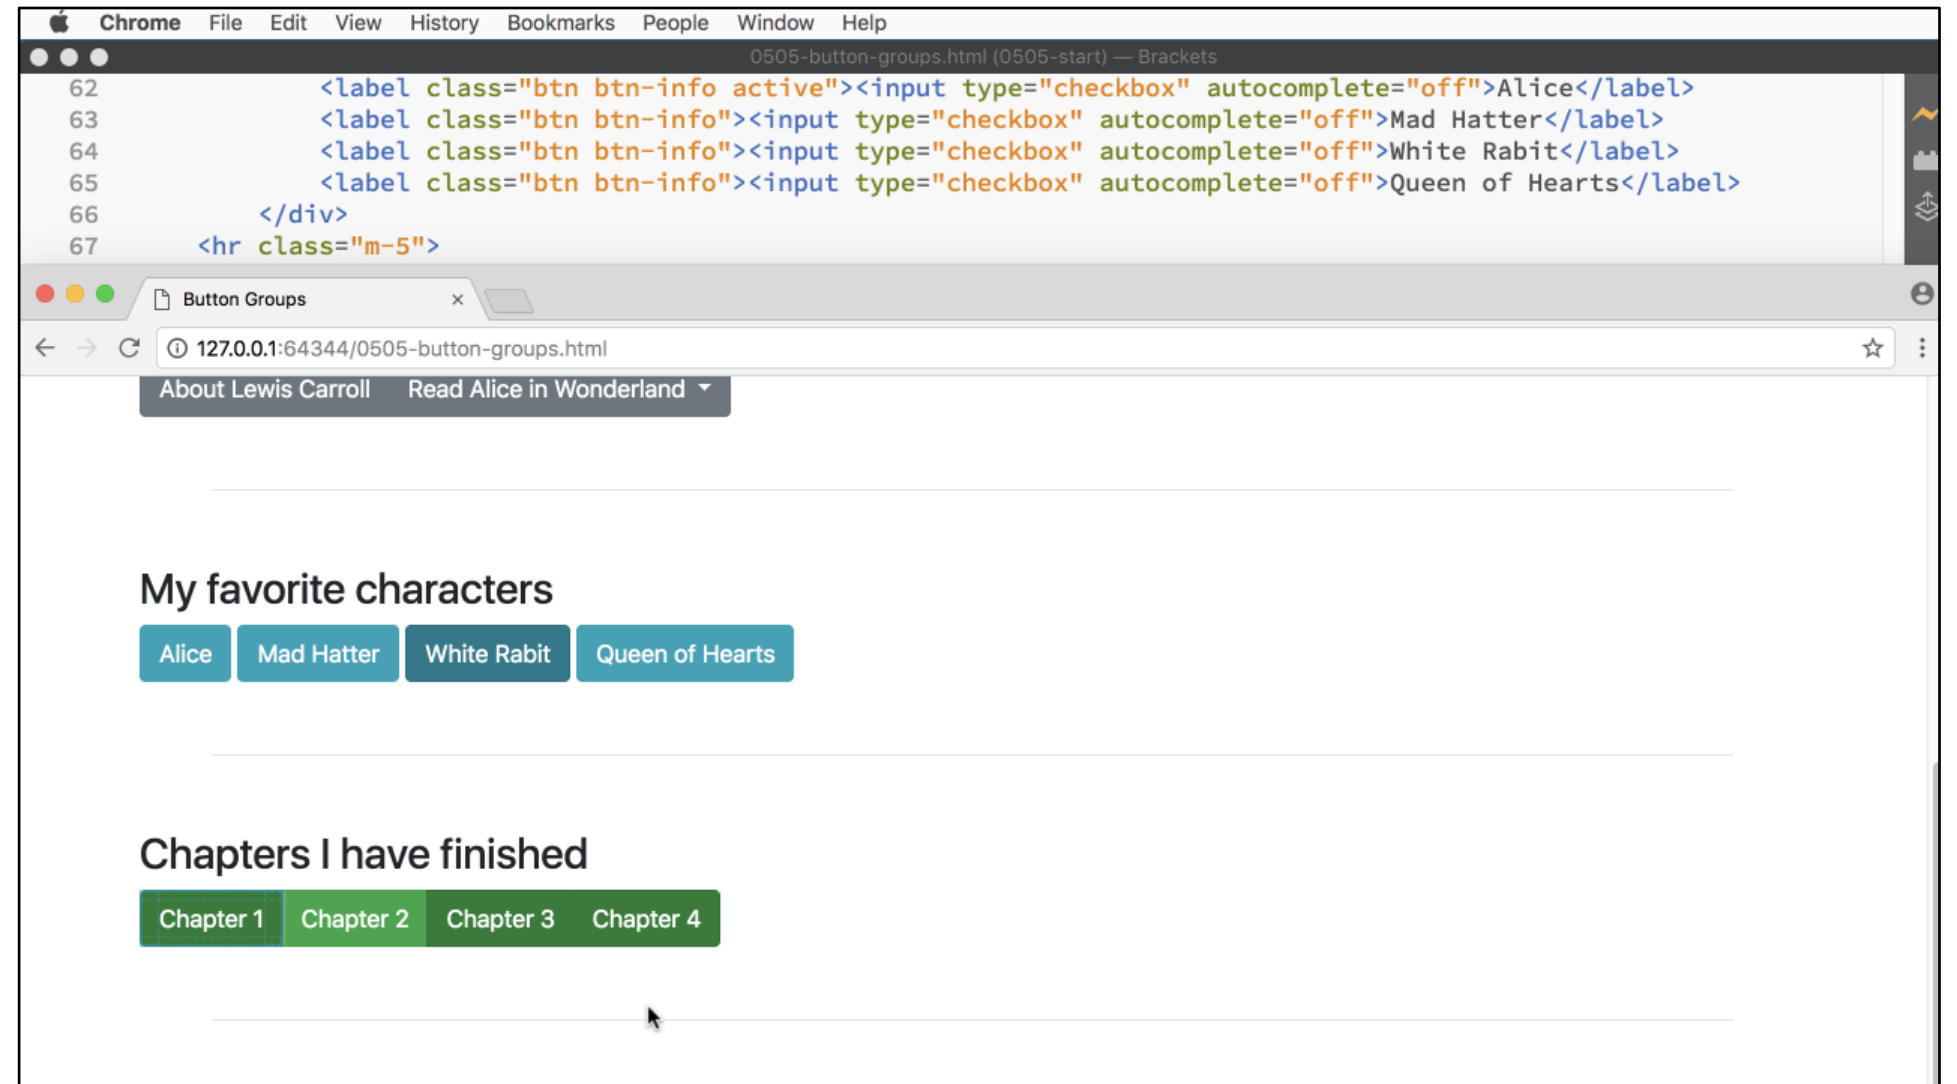 Chrome File Edit View History Bookmarks People Window Help
0505-button-groups.html (0505-start) — Brackets
62 <label class="btn btn-info active"><input type="checkbox" autocomplete="off">Alice</label>
63 <label class="btn btn-info"><input type="checkbox" autocomplete="off">Mad Hatter</label>
64 <label class="btn btn-info"><input type="checkbox" autocomplete="off">White Rabit</label>
65 <label class="btn btn-info"><input type="checkbox" autocomplete="off">Queen of Hearts</label>
66 </div>
67 <hr class="m-5">
Button Groups
127.0.0.1:64344/0505-button-groups.html
About Lewis Carroll Read Alice in Wonderland
My favorite characters
Alice Mad Hatter White Rabit Queen of Hearts
Chapters I have finished
Chapter 1 Chapter 2 Chapter 3 Chapter 4